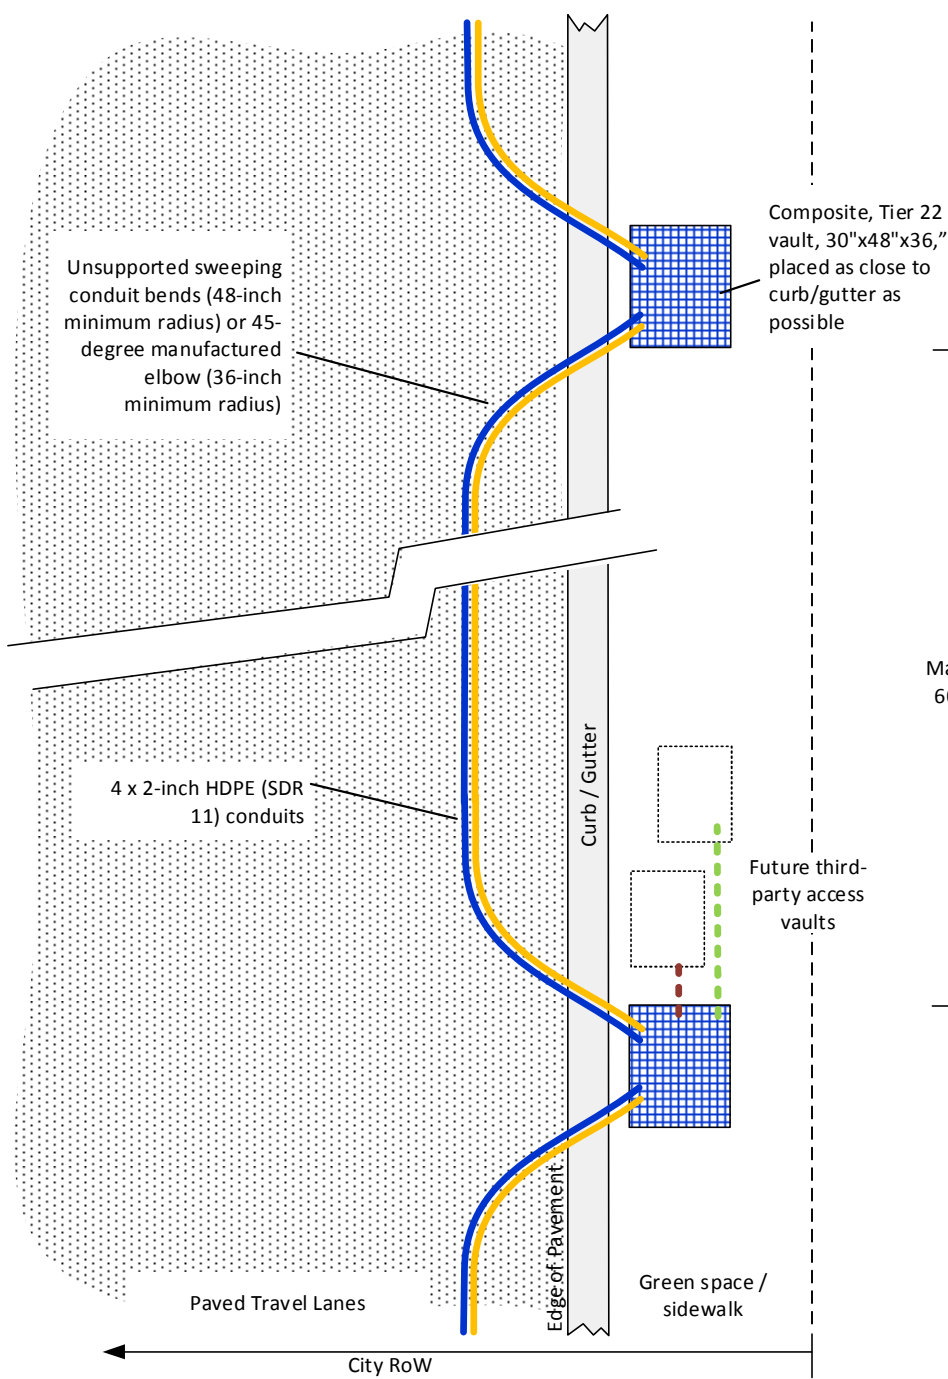 Composite, Tier 22
vault, 30"x48"x36,”
placed as close to
curb/gutter as
possible
Unsupported sweeping
conduit bends (48-inch
minimum radius) or 45-
degree manufactured
elbow (36-inch
minimum radius)
Curb / Gutter
4 x 2-inch HDPE (SDR
11) conduits
Future third-
party access
vaults
Edge of Pavement
Green space /
sidewalk
Paved Travel Lanes
City RoW